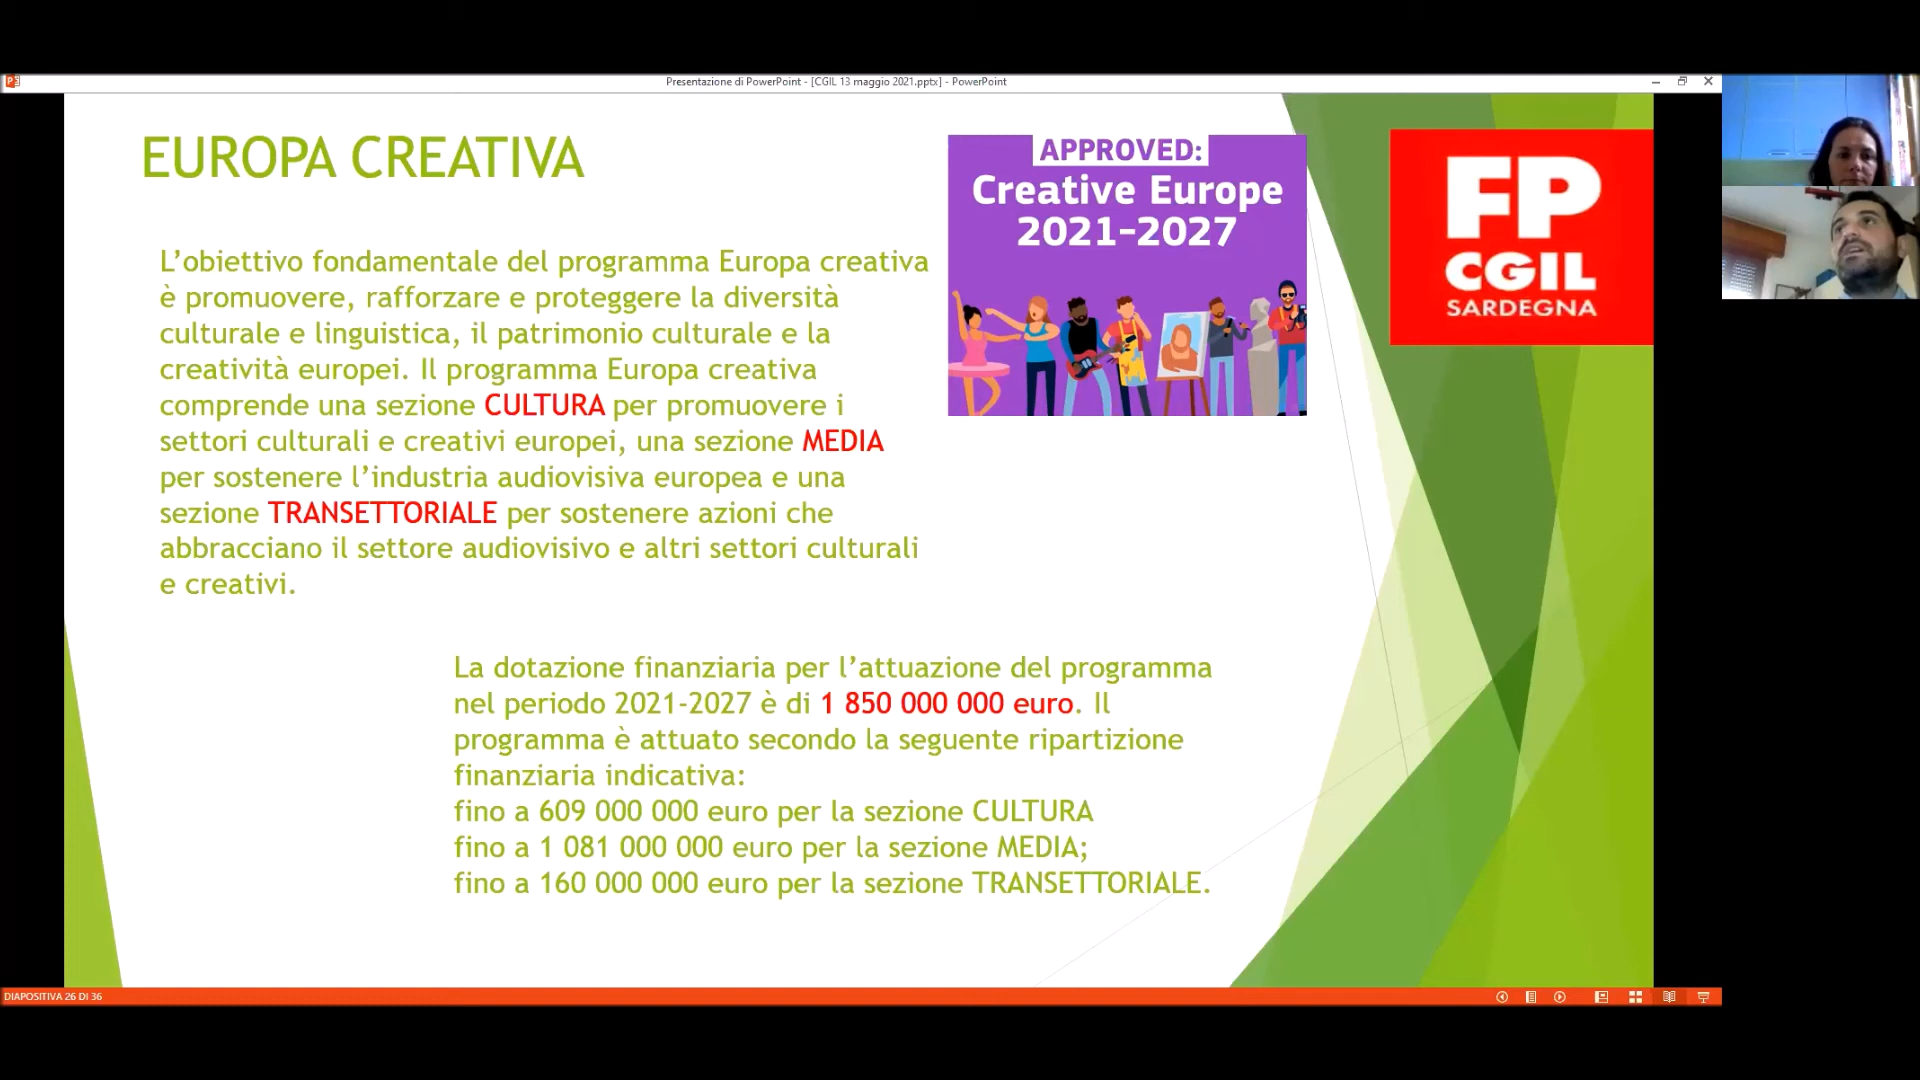 Presentazione di PowerPoint - [CGIL 13 maggio 2021.pptx] - PowerPoint
EUROPA CREATIVA
L’obiettivo fondamentale del programma Europa creativa
è promuovere, rafforzare e proteggere la diversità
culturale e linguistica, il patrimonio culturale e la
creatività europei. Il programma Europa creativa
comprende una sezione CULTURA per promuovere i
settori culturali e creativi europei, una sezione MEDIA
per sostenere l’industria audiovisiva europea e una
sezione TRANSETTORIALE per sostenere azioni che
abbracciano il settore audiovisivo e altri settori culturali
e creativi.
APPROVED:
Creative Europe
2021-2027
FP
CGIL
SARDEGNA
La dotazione finanziaria per l’attuazione del programma
nel periodo 2021-2027 è di 1 850 000 000 euro. Il
programma è attuato secondo la seguente ripartizione
finanziaria indicativa:
fino a 609 000 000 euro per la sezione CULTURA
fino a 1 081 000 000 euro per la sezione MEDIA;
fino a 160 000 000 euro per la sezione TRANSETTORIALE.
DIAPOSITIVA 26 DI 36